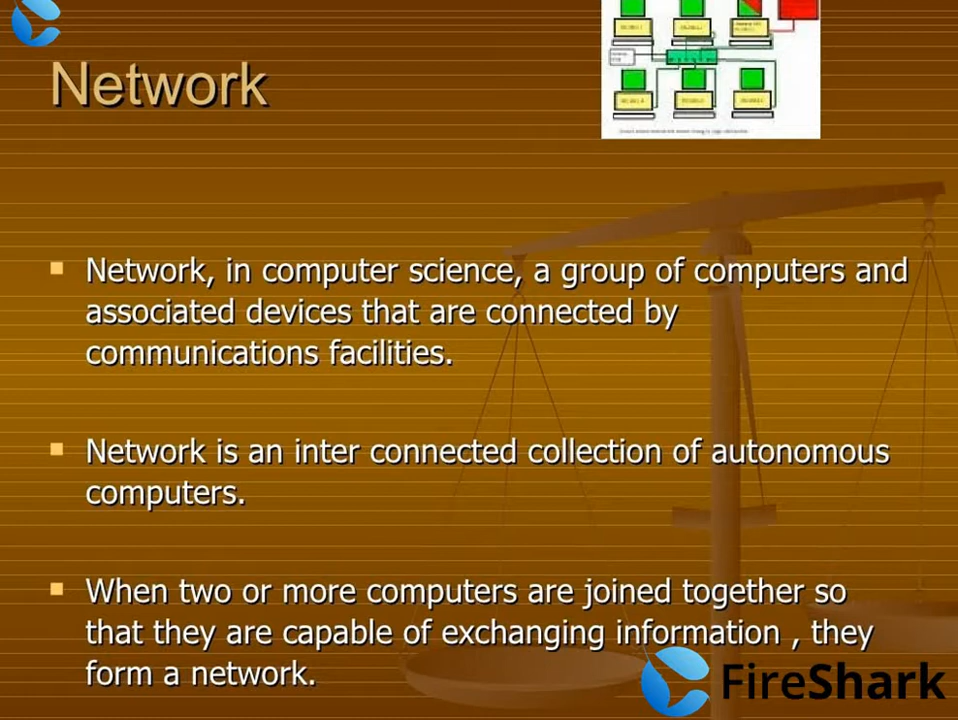 Network
Network, in computer science, a group of computers and
associated devices that are connected by
communications facilities.
Network is an inter connected collection of autonomous
computers.
When two or more computers are joined together so
that they are capable of exchanging information , they
form a network.
FireShark